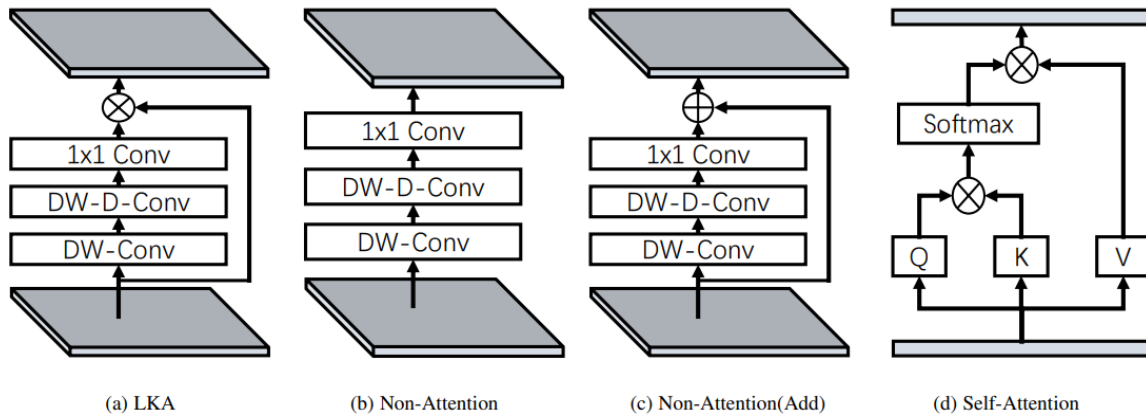 1x1 Conv
DW-D-Conv
DW-Conv
(a) LKA
1x1 Conv
DW-D-Conv
DW-Conv
(b) Non-Attention
1x1 Conv
DW-D-Conv
DW-Conv
(c) Non-Attention(Add)
Softmax
Q
K
V
(d) Self-Attention